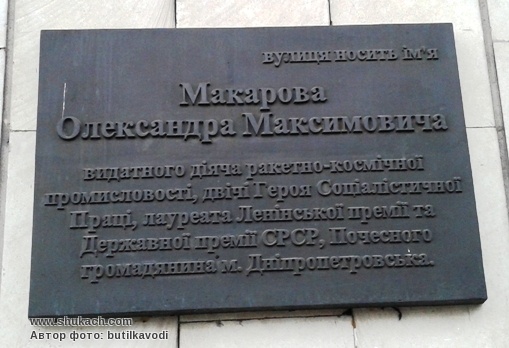 вулиця носить ім'я
Макарова
Олександра Максимовича
видатного діяча ракетно-космічної
промисловості, двічі Героя Соціалістичної
Праці, лауреата Ленінської премії та
Державної премії СРСР, Почесного
громадянина м. Дніпропетровська.
www.shukach.com
Автор фото: butilkavodi